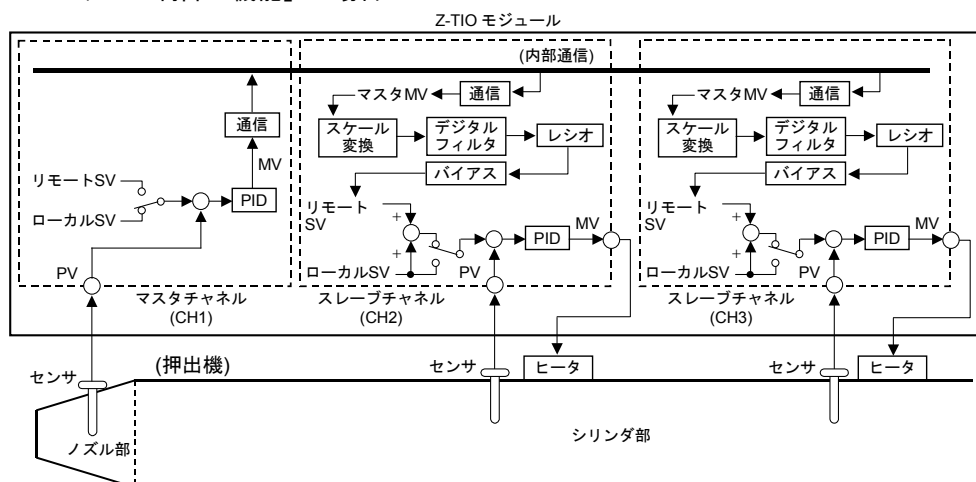 Z-TIO モジュール
(内部通信)
通信
MV
リモートSV
ローカルSV
PID
PV
マスタチャネル
(CH1)
マスタMV
通信
スケール
変換
デジタル
フィルタ
レシオ
バイアス
リモート
SV
+
+
ローカルSV
PV
PID
MV
スレーブチャネル
(CH2)
マスタMV
通信
スケール
変換
デジタル
フィルタ
レシオ
バイアス
リモート
SV
+
+
ローカルSV
PV
PID
MV
スレーブチャネル
(CH3)
センサ
(押出機)
センサ
ヒータ
センサ
ヒータ
ノズル部
シリンダ部